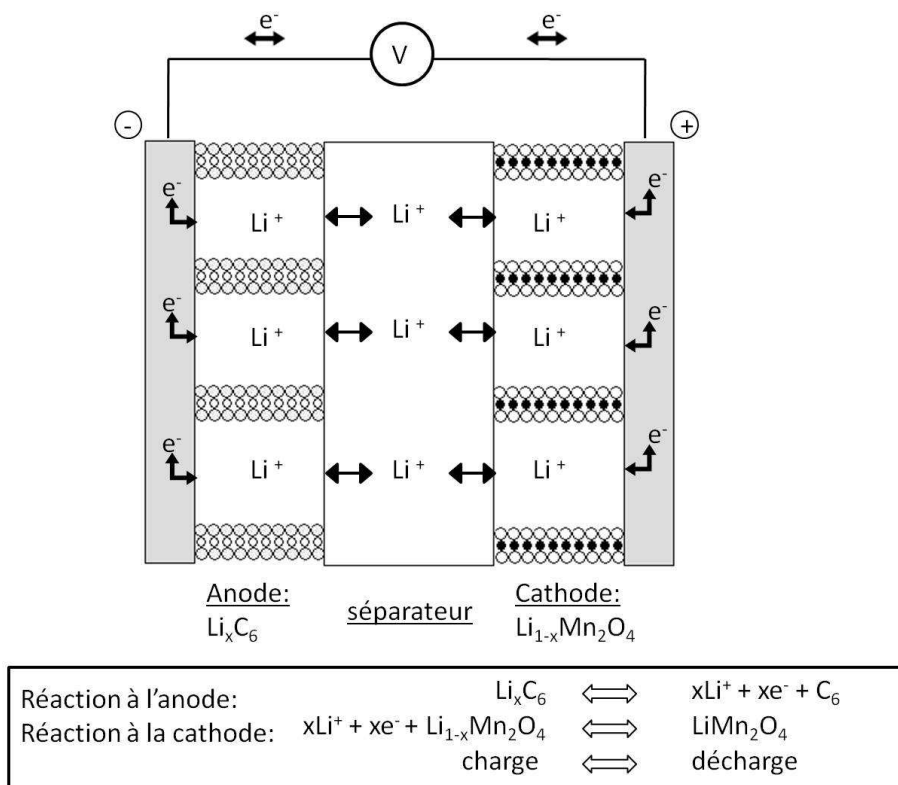 e⁻ e⁻
V
- +
e⁻ e⁻
Li⁺ Li⁺ Li⁺
e⁻ e⁻
Li⁺ Li⁺ Li⁺
e⁻ e⁻
Li⁺ Li⁺ Li⁺
Anode: séparateur Cathode:
LiₓC₆ Li₁₋ₓMn₂O₄
Réaction à l'anode: LiₓC₆ ⇔ xLi⁺ + xe⁻ + C₆
Réaction à la cathode: xLi⁺ + xe⁻ + Li₁₋ₓMn₂O₄ ⇔ LiMn₂O₄
charge ⇔ décharge